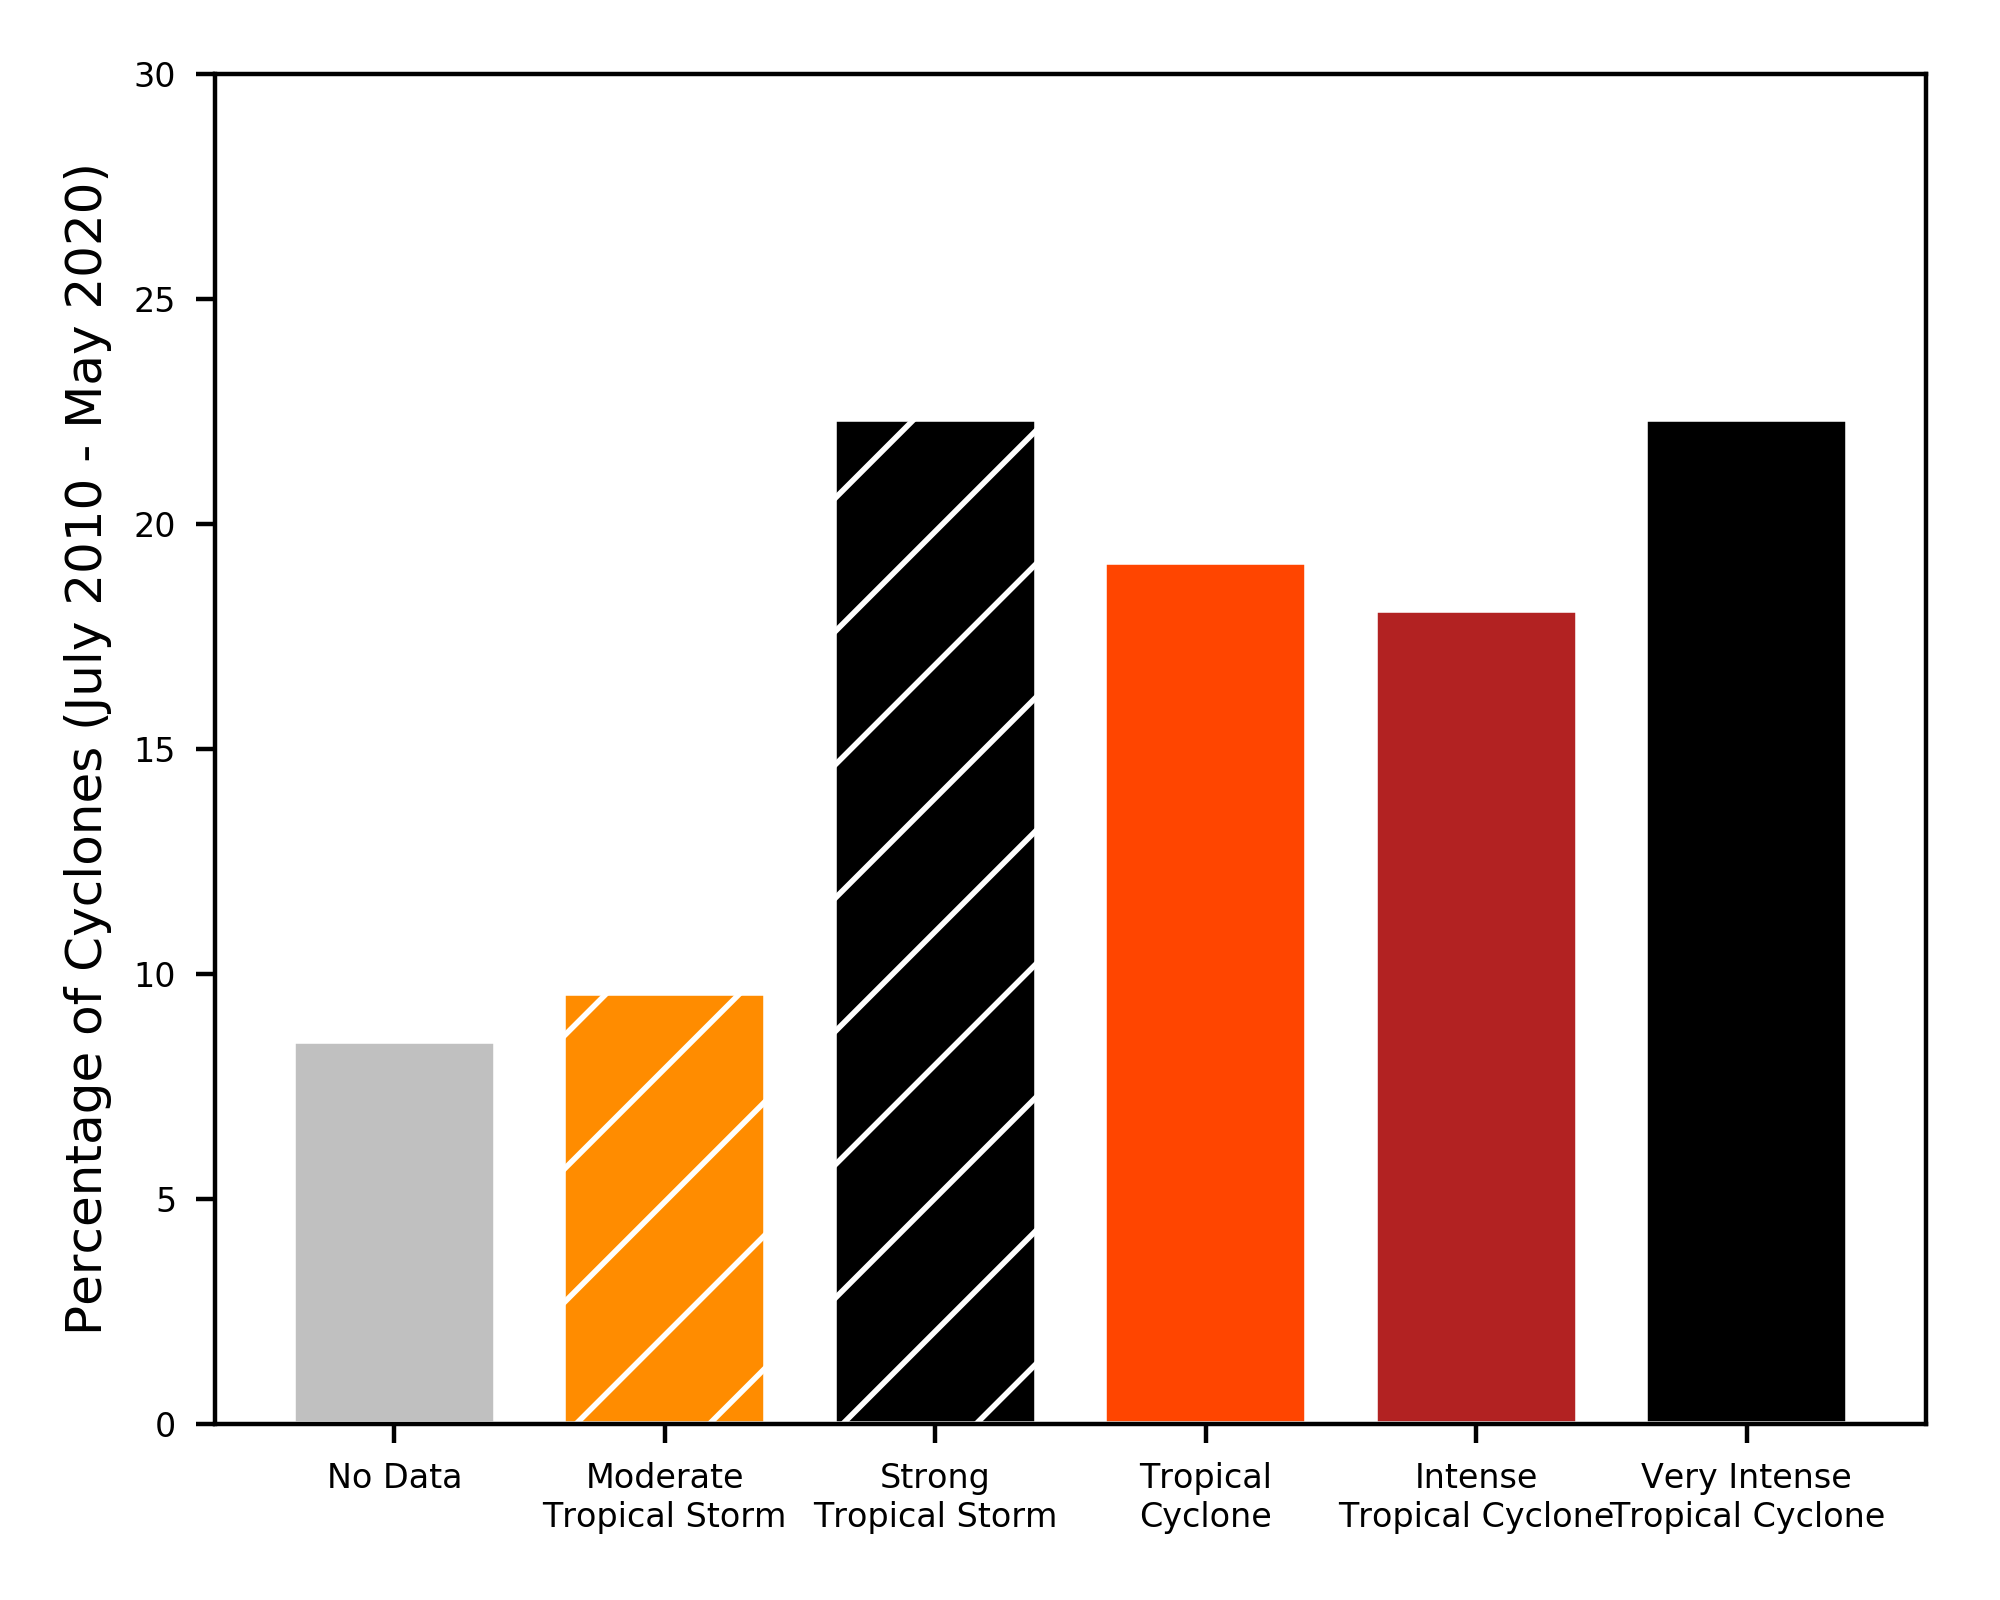 Percentage of Cyclones (July 2010 - May 2020)
30
25
20
15
10
5
0
No Data
Moderate
Tropical Storm
Strong
Tropical Storm
Tropical
Cyclone
Intense
Tropical Cyclone
Very Intense
Tropical Cyclone